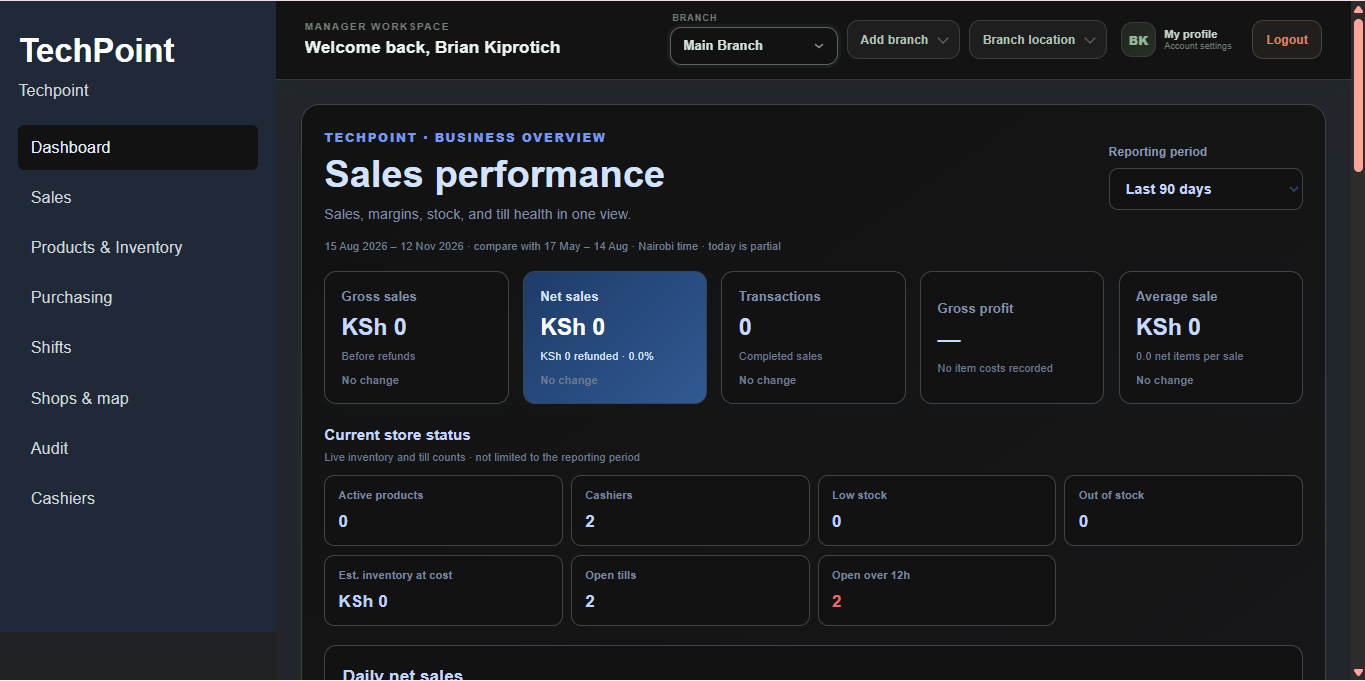 TechPoint
Techpoint
Dashboard
Sales
Products & Inventory
Purchasing
Shifts
Shops & map
Audit
Cashiers
MANAGER WORKSPACE
Welcome back, Brian Kiprotich
BRANCH
Main Branch
Add branch
Branch location
BK
My profile
Account settings
Logout
TECHPOINT · BUSINESS OVERVIEW
Sales performance
Sales, margins, stock, and till health in one view.
15 Aug 2026 – 12 Nov 2026 · compare with 17 May – 14 Aug · Nairobi time · today is partial
Reporting period
Last 90 days
Gross sales
KSh 0
Before refunds
No change
Net sales
KSh 0
KSh 0 refunded · 0.0%
No change
Transactions
0
Completed sales
No change
Gross profit
—
No item costs recorded
Average sale
KSh 0
0.0 net items per sale
No change
Current store status
Live inventory and till counts · not limited to the reporting period
Active products
0
Cashiers
2
Low stock
0
Out of stock
0
Est. inventory at cost
KSh 0
Open tills
2
Open over 12h
2
Daily net sales